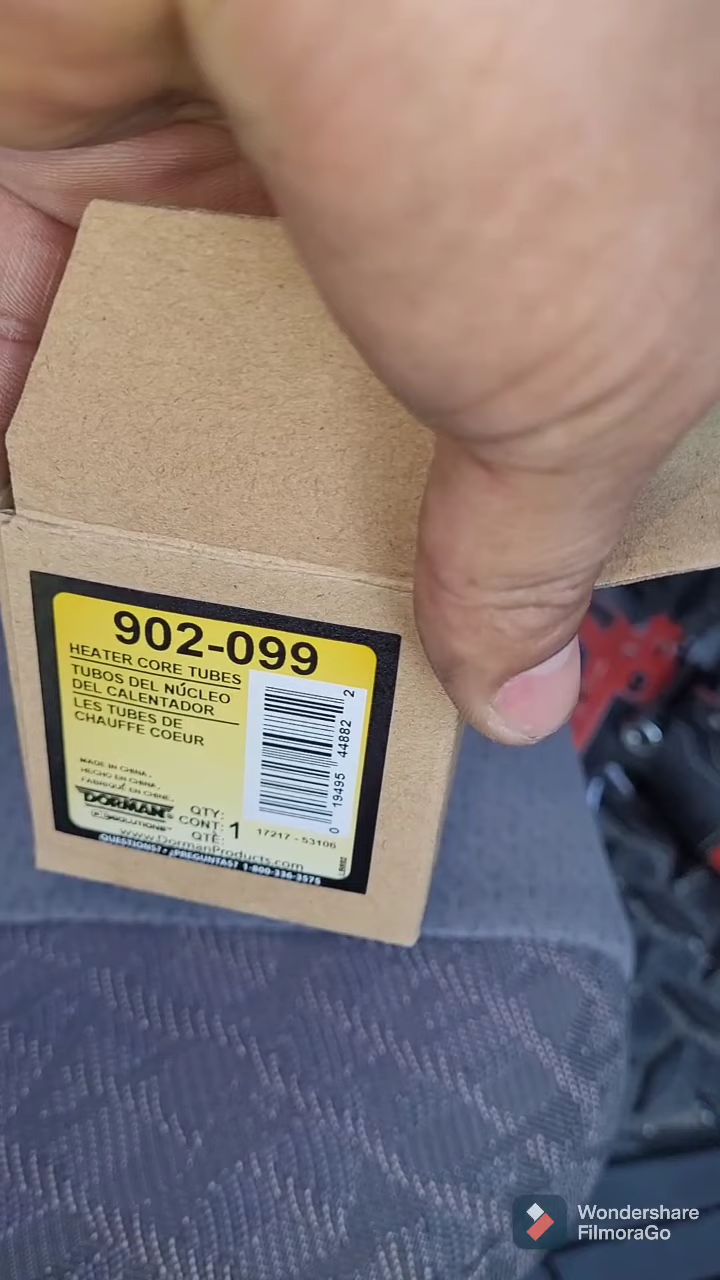 902-099
HEATER CORE TUBES
TUBOS DEL NÚCLEO
DEL CALENTADOR
LES TUBES DE
CHAUFFE COEUR
MADE IN CHINA.
HECHO EN CHINA.
FABRIQUÉ EN CHINE.
DORMAN®
OE SOLUTIONS™
QTY.
CONT. 1
QTÉ
0 19495 44882 2
17217 - 53106
www.DormanProducts.com
QUESTIONS? • ¿PREGUNTAS? 1-800-336-3575
Wondershare
FilmoraGo